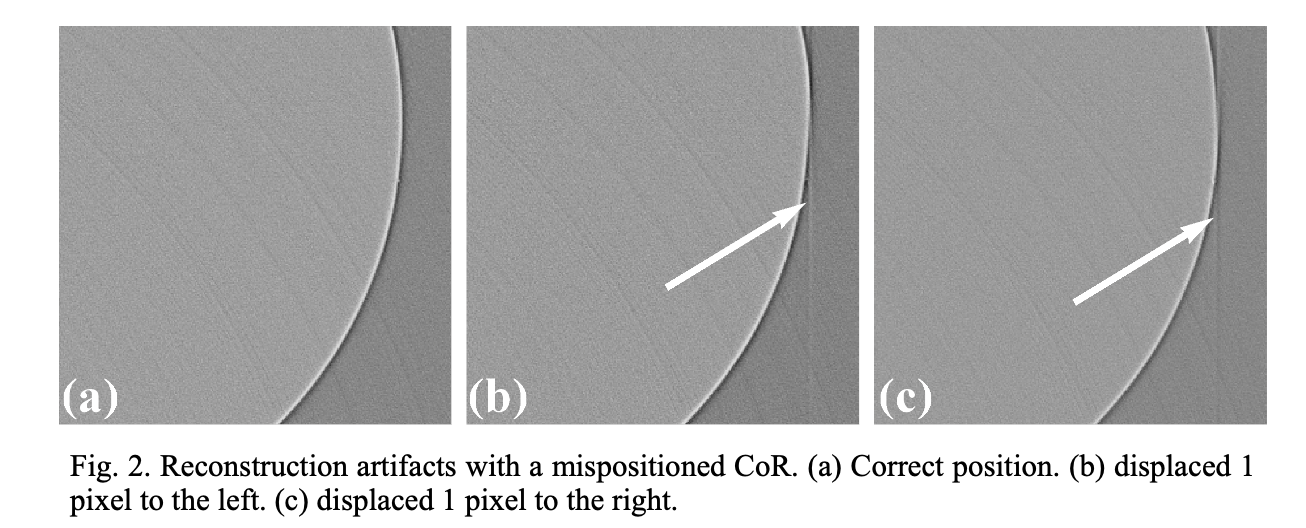 (a) (b) (c)
Fig. 2. Reconstruction artifacts with a mispositioned CoR. (a) Correct position. (b) displaced 1
pixel to the left. (c) displaced 1 pixel to the right.